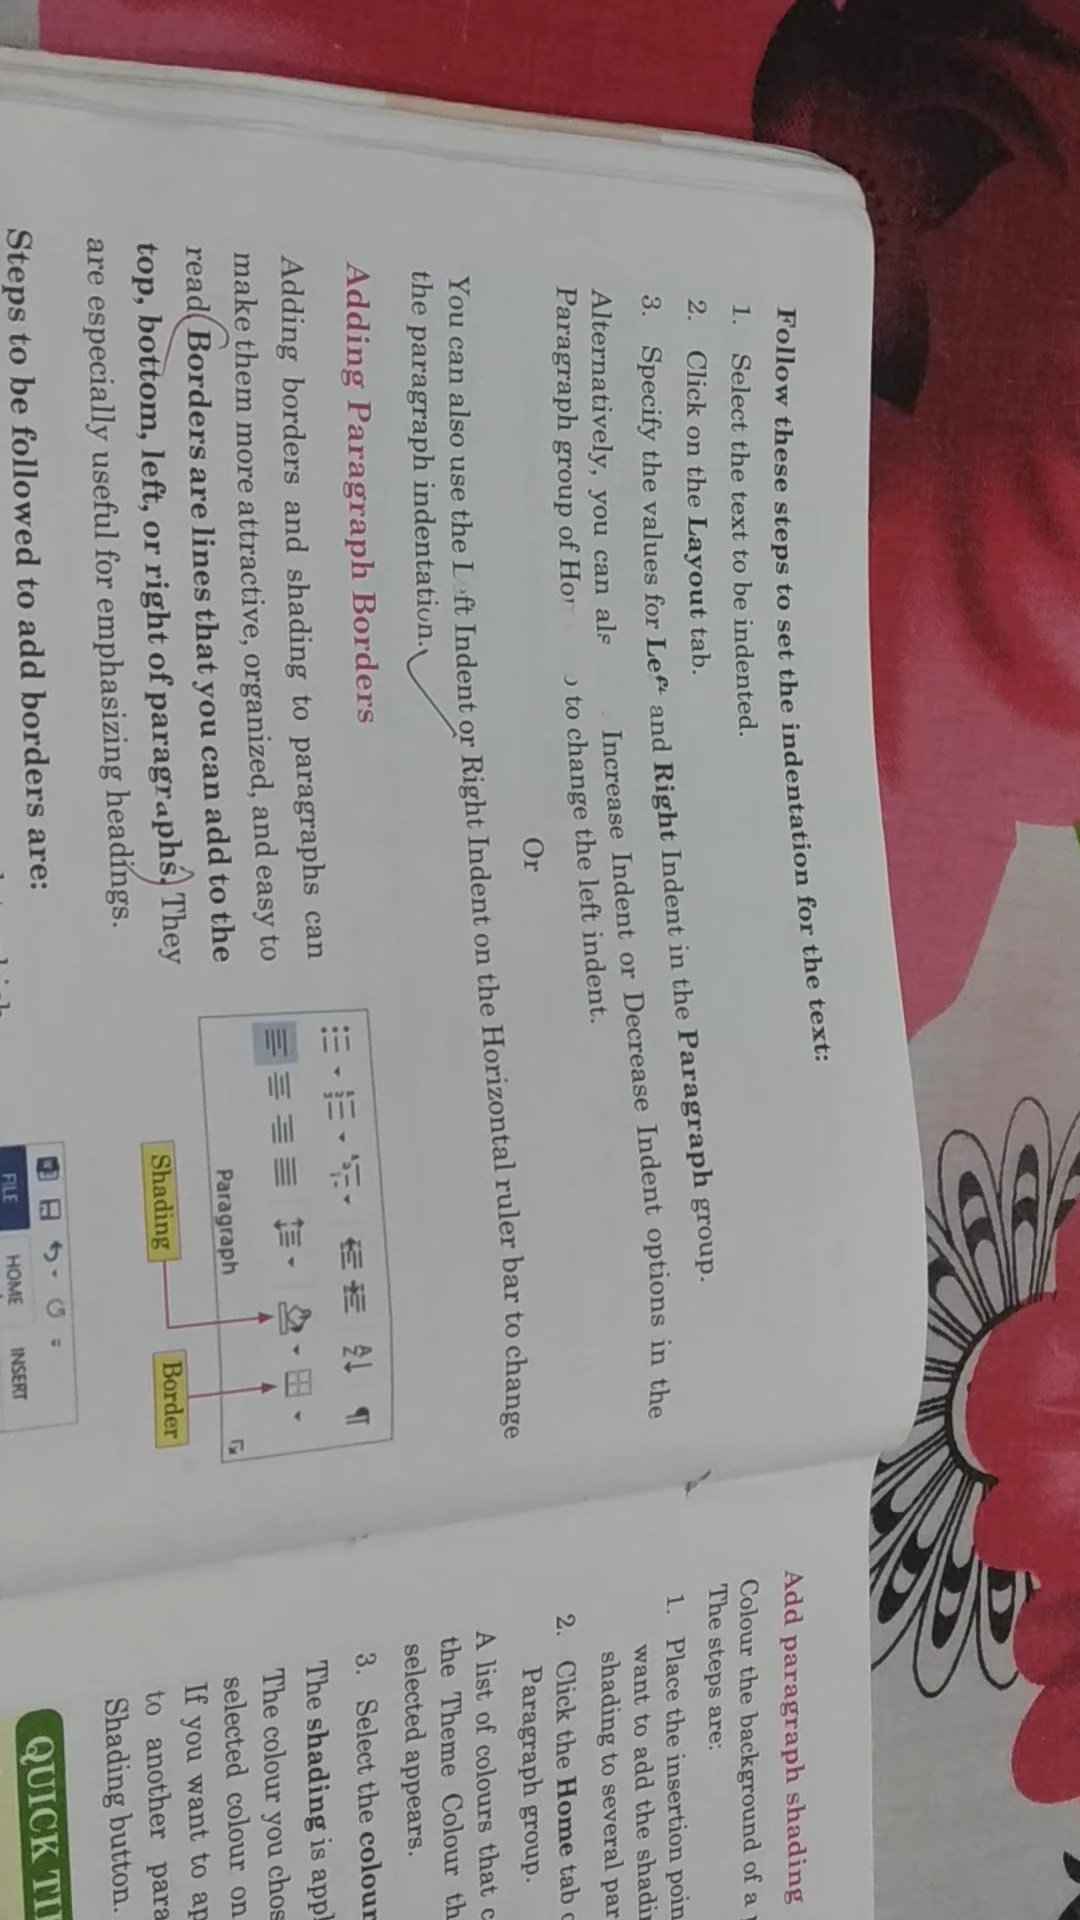 Follow these steps to set the indentation for the text:
1. Select the text to be indented.
2. Click on the Layout tab.
3. Specify the values for Left and Right Indent in the Paragraph group.
Alternatively, you can als Increase Indent or Decrease Indent options in the
Paragraph group of Hom to change the left indent.
Or
You can also use the Left Indent or Right Indent on the Horizontal ruler bar to change
the paragraph indentation.
Adding Paragraph Borders
Adding borders and shading to paragraphs can
make them more attractive, organized, and easy to
read. Borders are lines that you can add to the
top, bottom, left, or right of paragraphs. They
are especially useful for emphasizing headings.
Paragraph
Shading
Border
Steps to be followed to add borders are:
FILE HOME INSERT
Add paragraph shading
Colour the background of a
The steps are:
1. Place the insertion poin
want to add the shadin
shading to several par
2. Click the Home tab
Paragraph group.
A list of colours that c
the Theme Colour th
selected appears.
3. Select the colour
The shading is appl
The colour you chos
selected colour on
If you want to ap
to another para
Shading button.
QUICK TI